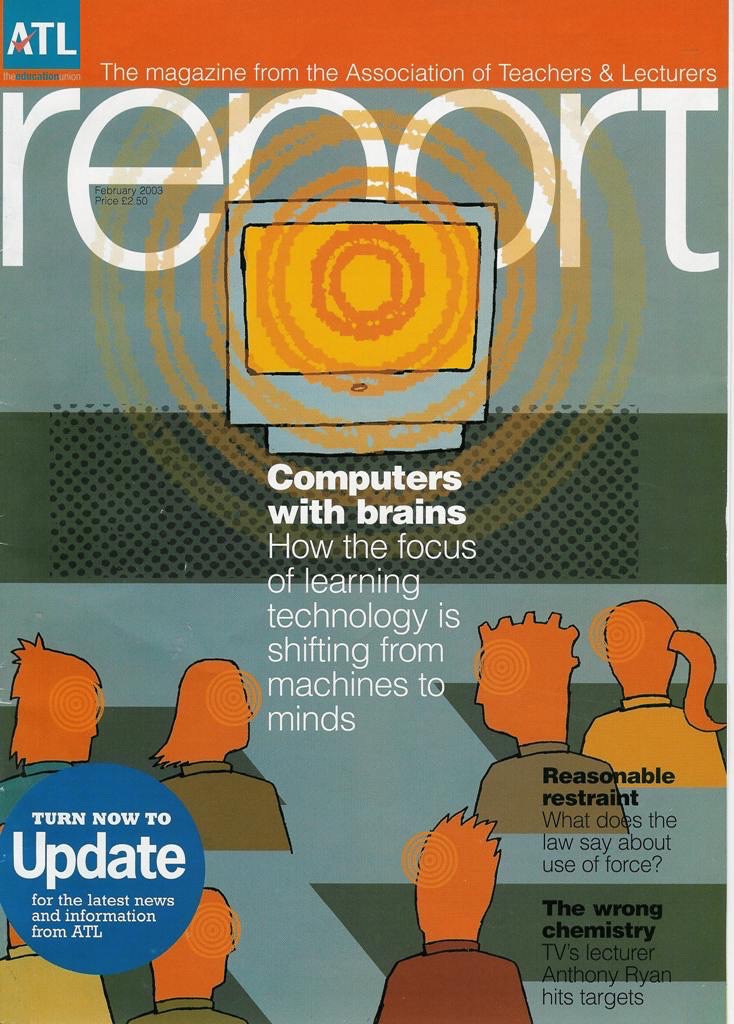 ATL
theeducationunion
The magazine from the Association of Teachers & Lecturers
report
February 2003
Price £2.50
Computers
with brains
How the focus
of learning
technology is
shifting from
machines to
minds
Reasonable
restraint
What does the
law say about
use of force?
The wrong
chemistry
TV's lecturer
Anthony Ryan
hits targets
TURN NOW TO
Update
for the latest news
and information
from ATL